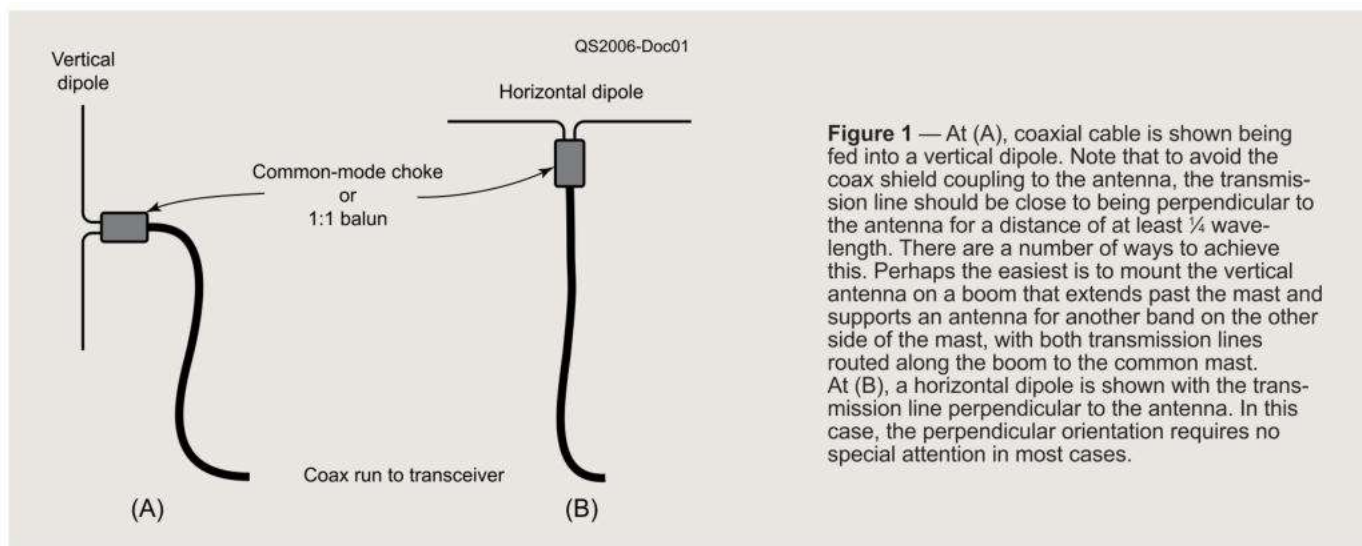 QS2006-Doc01
Vertical
dipole
Horizontal dipole
Common-mode choke
or
1:1 balun
Coax run to transceiver
(A)
(B)
Figure 1 — At (A), coaxial cable is shown being
fed into a vertical dipole. Note that to avoid the
coax shield coupling to the antenna, the transmis-
sion line should be close to being perpendicular to
the antenna for a distance of at least ¼ wave-
length. There are a number of ways to achieve
this. Perhaps the easiest is to mount the vertical
antenna on a boom that extends past the mast and
supports an antenna for another band on the other
side of the mast, with both transmission lines
routed along the boom to the common mast.
At (B), a horizontal dipole is shown with the trans-
mission line perpendicular to the antenna. In this
case, the perpendicular orientation requires no
special attention in most cases.